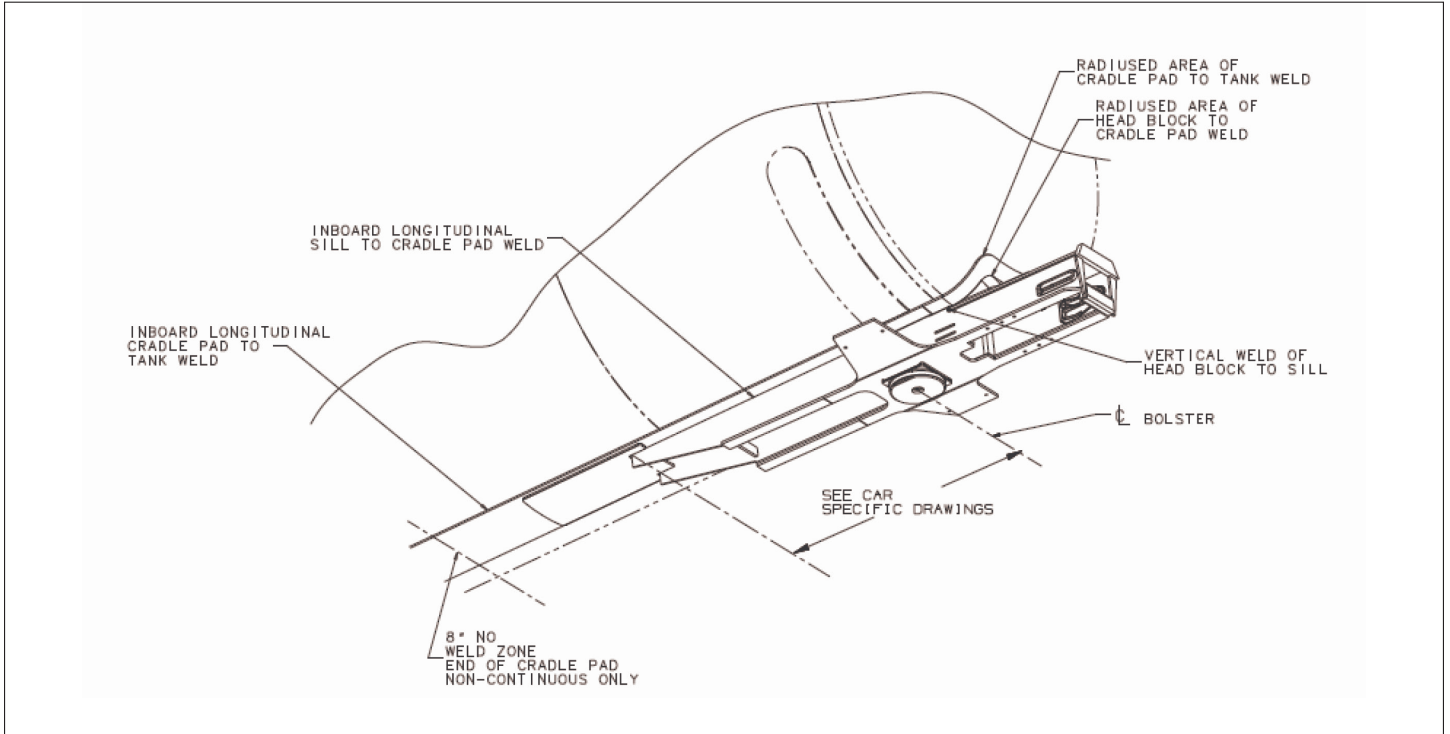 RADIUSED AREA OF
CRADLE PAD TO TANK WELD
RADIUSED AREA OF
HEAD BLOCK TO
CRADLE PAD WELD
INBOARD LONGITUDINAL
SILL TO CRADLE PAD WELD
INBOARD LONGITUDINAL
CRADLE PAD TO
TANK WELD
VERTICAL WELD OF
HEAD BLOCK TO SILL
℄ BOLSTER
SEE CAR
SPECIFIC DRAWINGS
8" NO
WELD ZONE
END OF CRADLE PAD
NON-CONTINUOUS ONLY